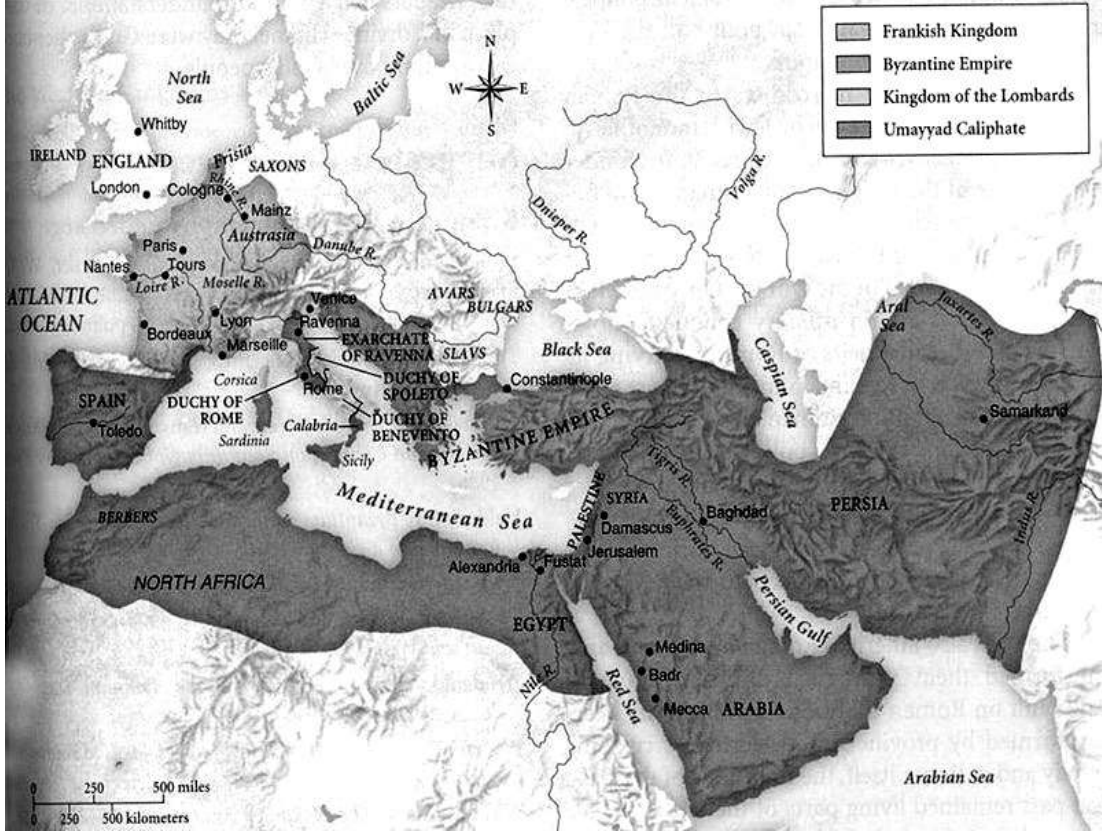 Frankish Kingdom
Byzantine Empire
Kingdom of the Lombards
Umayyad Caliphate
N
W
E
S
North
Sea
Baltic Sea
Whitby
IRELAND
ENGLAND
London
Frisia
SAXONS
Cologne
Rhine R.
Mainz
Volga R.
Dnieper R.
Paris
Austrasia
Danube R.
Nantes
Tours
Loire R.
Moselle R.
ATLANTIC
OCEAN
AVARS
BULGARS
Venice
Lyon
Ravenna
Bordeaux
EXARCHATE
OF RAVENNA
Marseille
SLAVS
Black Sea
Caspian Sea
Aral
Sea
Iaxartes R.
Corsica
DUCHY OF
SPOLETO
Constantinople
Rome
SPAIN
DUCHY OF
ROME
Toledo
Sardinia
Calabria
DUCHY OF
BENEVENTO
BYZANTINE EMPIRE
Samarkand
Sicily
Mediterranean Sea
Tigris R.
SYRIA
PALESTINE
Damascus
Euphrates R.
Baghdad
PERSIA
Indus R.
BERBERS
Jerusalem
Alexandria
Fustat
NORTH AFRICA
EGYPT
Persian Gulf
Nile R.
Red Sea
Medina
Badr
Mecca
ARABIA
Arabian Sea
0 250 500 miles
0 250 500 kilometers